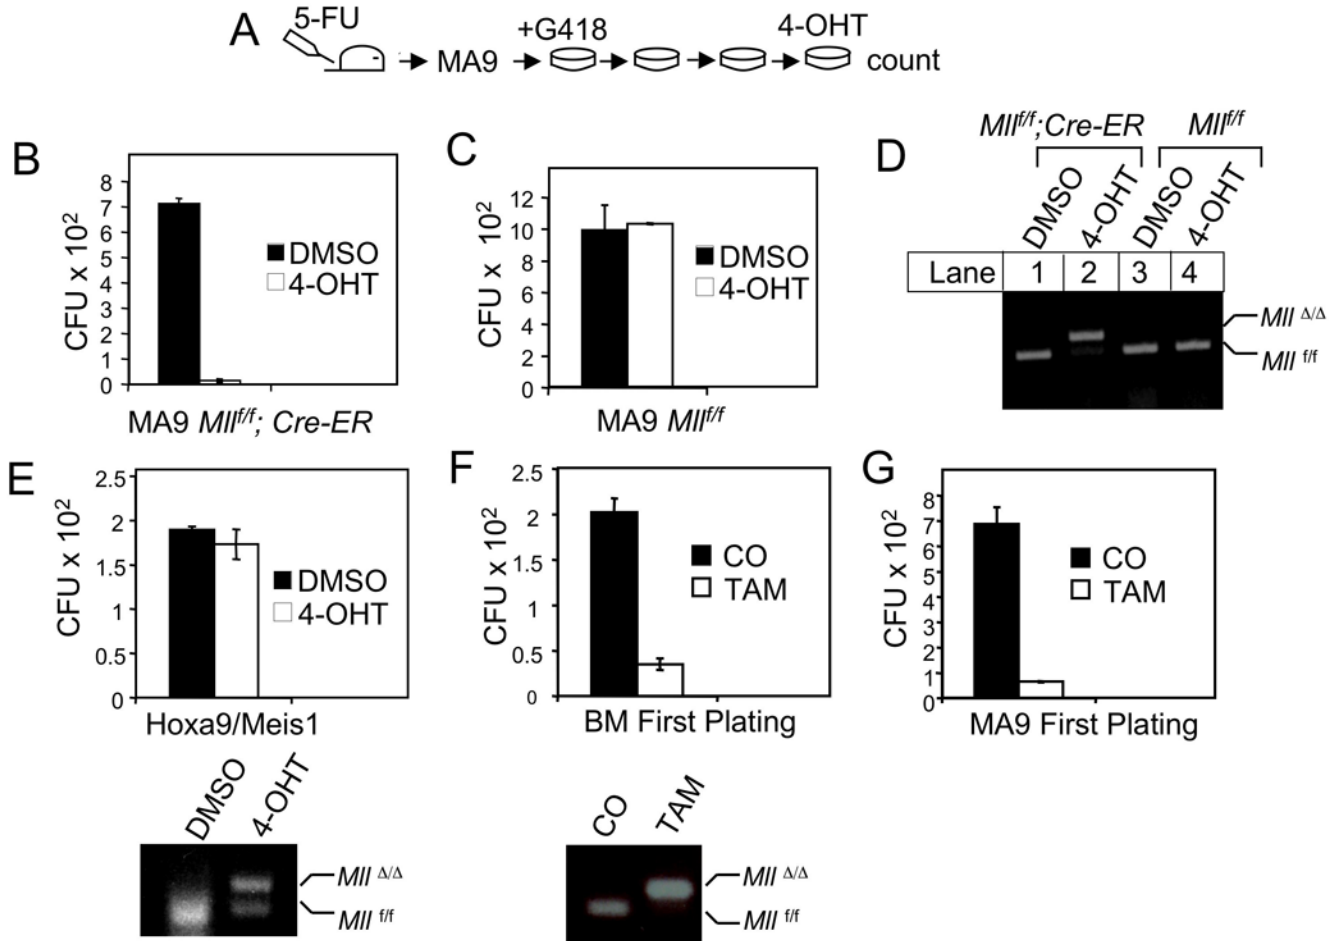 A
5-FU
MA9
+G418
4-OHT
count
B
CFU x 10²
8
7
6
5
4
3
2
1
0
DMSO
4-OHT
MA9 Mll^f/f; Cre-ER
C
CFU x 10²
12
10
8
6
4
2
0
DMSO
4-OHT
MA9 Mll^f/f
D
Mll^f/f;Cre-ER
Mll^f/f
DMSO
4-OHT
DMSO
4-OHT
Lane 1 2 3 4
Mll Δ/Δ
Mll f/f
E
CFU x 10²
2.5
2
1.5
1
0.5
0
DMSO
4-OHT
Hoxa9/Meis1
DMSO
4-OHT
Mll Δ/Δ
Mll f/f
F
CFU x 10²
2.5
2
1.5
1
0.5
0
CO
TAM
BM First Plating
CO
TAM
Mll Δ/Δ
Mll f/f
G
CFU x 10²
8
7
6
5
4
3
2
1
0
CO
TAM
MA9 First Plating